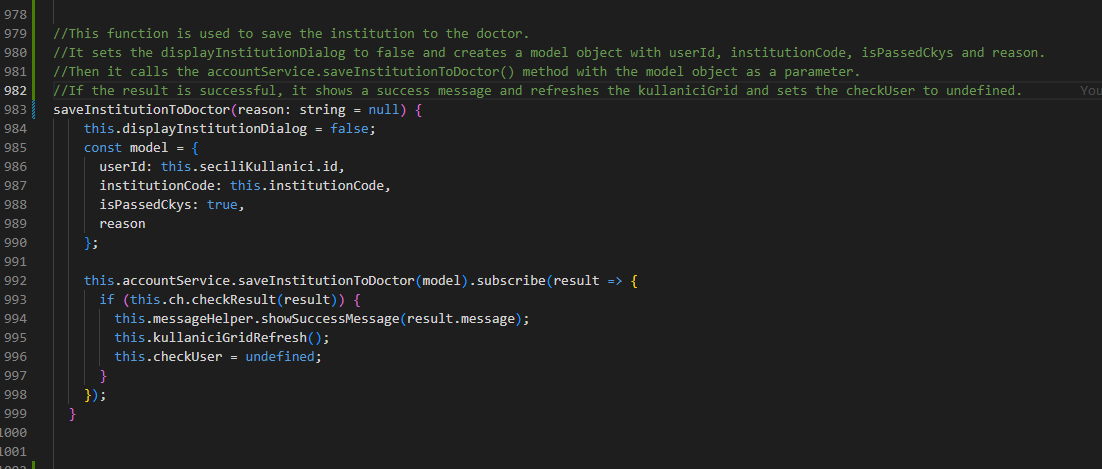 978
979 //This function is used to save the institution to the doctor.
980 //It sets the displayInstitutionDialog to false and creates a model object with userId, institutionCode, isPassedCkys and reason.
981 //Then it calls the accountService.saveInstitutionToDoctor() method with the model object as a parameter.
982 //If the result is successful, it shows a success message and refreshes the kullaniciGrid and sets the checkUser to undefined. You
983 saveInstitutionToDoctor(reason: string = null) {
984 this.displayInstitutionDialog = false;
985 const model = {
986 userId: this.seciliKullanici.id,
987 institutionCode: this.institutionCode,
988 isPassedCkys: true,
989 reason
990 };
991
992 this.accountService.saveInstitutionToDoctor(model).subscribe(result => {
993 if (this.ch.checkResult(result)) {
994 this.messageHelper.showSuccessMessage(result.message);
995 this.kullaniciGridRefresh();
996 this.checkUser = undefined;
997 }
998 });
999 }
1000
1001